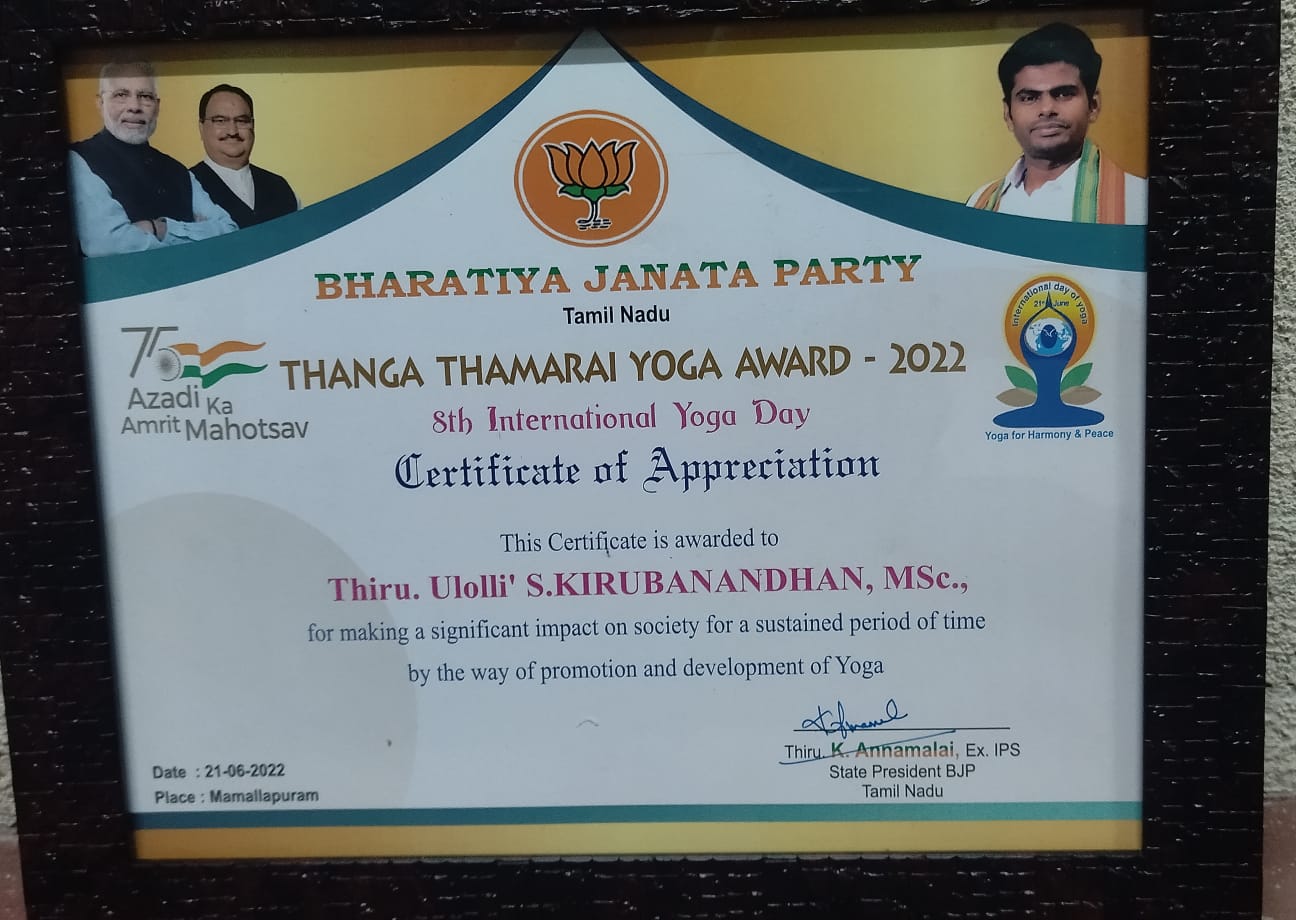 BHARATIYA JANATA PARTY
Tamil Nadu
75
Azadi Ka
Amrit Mahotsav
THANGA THAMARAI YOGA AWARD - 2022
8th International Yoga Day
Certificate of Appreciation
International day of yoga
21st June
Yoga for Harmony & Peace
This Certificate is awarded to
Thiru. Ulolli' S.KIRUBANANDHAN, MSc.,
for making a significant impact on society for a sustained period of time
by the way of promotion and development of Yoga
Thiru. K. Annamalai, Ex. IPS
State President BJP
Tamil Nadu
Date : 21-06-2022
Place : Mamallapuram